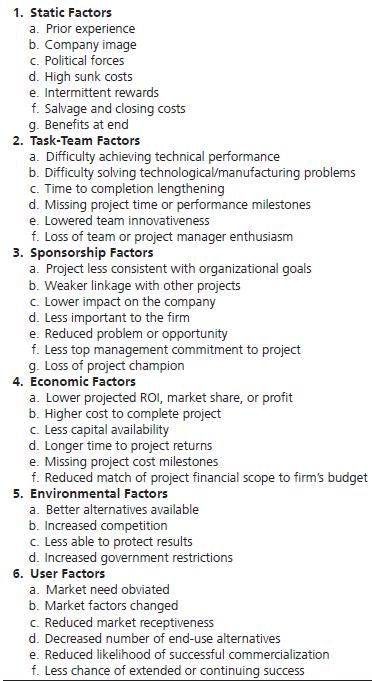 1. Static Factors
a. Prior experience
b. Company image
c. Political forces
d. High sunk costs
e. Intermittent rewards
f. Salvage and closing costs
g. Benefits at end
2. Task-Team Factors
a. Difficulty achieving technical performance
b. Difficulty solving technological/manufacturing problems
c. Time to completion lengthening
d. Missing project time or performance milestones
e. Lowered team innovativeness
f. Loss of team or project manager enthusiasm
3. Sponsorship Factors
a. Project less consistent with organizational goals
b. Weaker linkage with other projects
c. Lower impact on the company
d. Less important to the firm
e. Reduced problem or opportunity
f. Less top management commitment to project
g. Loss of project champion
4. Economic Factors
a. Lower projected ROI, market share, or profit
b. Higher cost to complete project
c. Less capital availability
d. Longer time to project returns
e. Missing project cost milestones
f. Reduced match of project financial scope to firm's budget
5. Environmental Factors
a. Better alternatives available
b. Increased competition
c. Less able to protect results
d. Increased government restrictions
6. User Factors
a. Market need obviated
b. Market factors changed
c. Reduced market receptiveness
d. Decreased number of end-use alternatives
e. Reduced likelihood of successful commercialization
f. Less chance of extended or continuing success